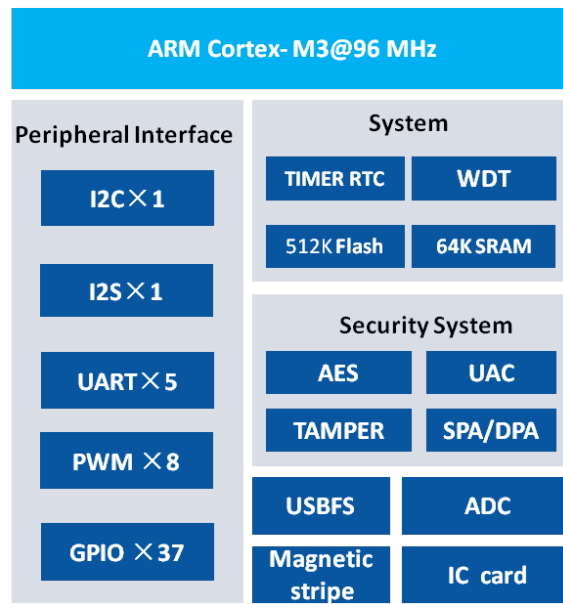 ARM Cortex- M3@96 MHz
Peripheral Interface
I2C×1
I2S×1
UART×5
PWM ×8
GPIO ×37
System
TIMER RTC
WDT
512K Flash
64K SRAM
Security System
AES
UAC
TAMPER
SPA/DPA
USBFS
ADC
Magnetic
stripe
IC card